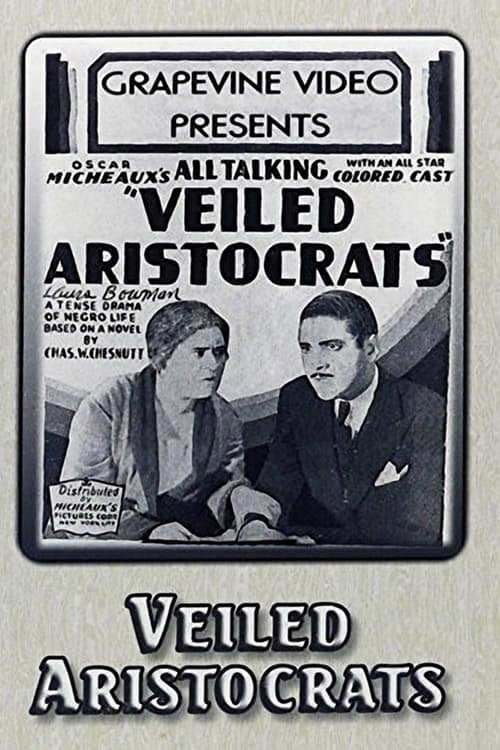 GRAPEVINE VIDEO
PRESENTS
OSCAR MICHEAUX'S ALL TALKING WITH AN ALL STAR COLORED CAST
"VEILED
ARISTOCRATS"
Laura Bowman
A TENSE DRAMA
OF NEGRO LIFE
BASED ON A NOVEL
BY
CHAS. W. CHESNUTT
Distributed
by
MICHEAUX'S
PICTURES CORP.
NEW YORK CITY
VEILED
ARISTOCRATS